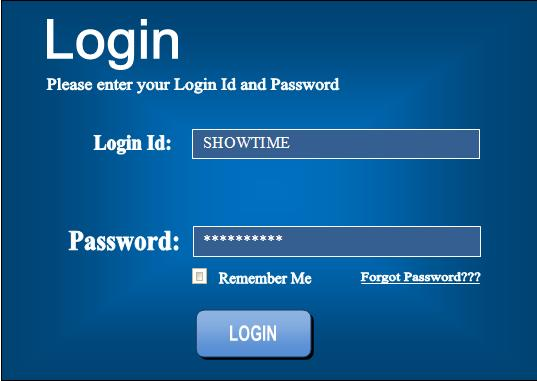 Login
Please enter your Login Id and Password
Login Id: SHOWTIME
Password: **********
Remember Me Forgot Password???
LOGIN